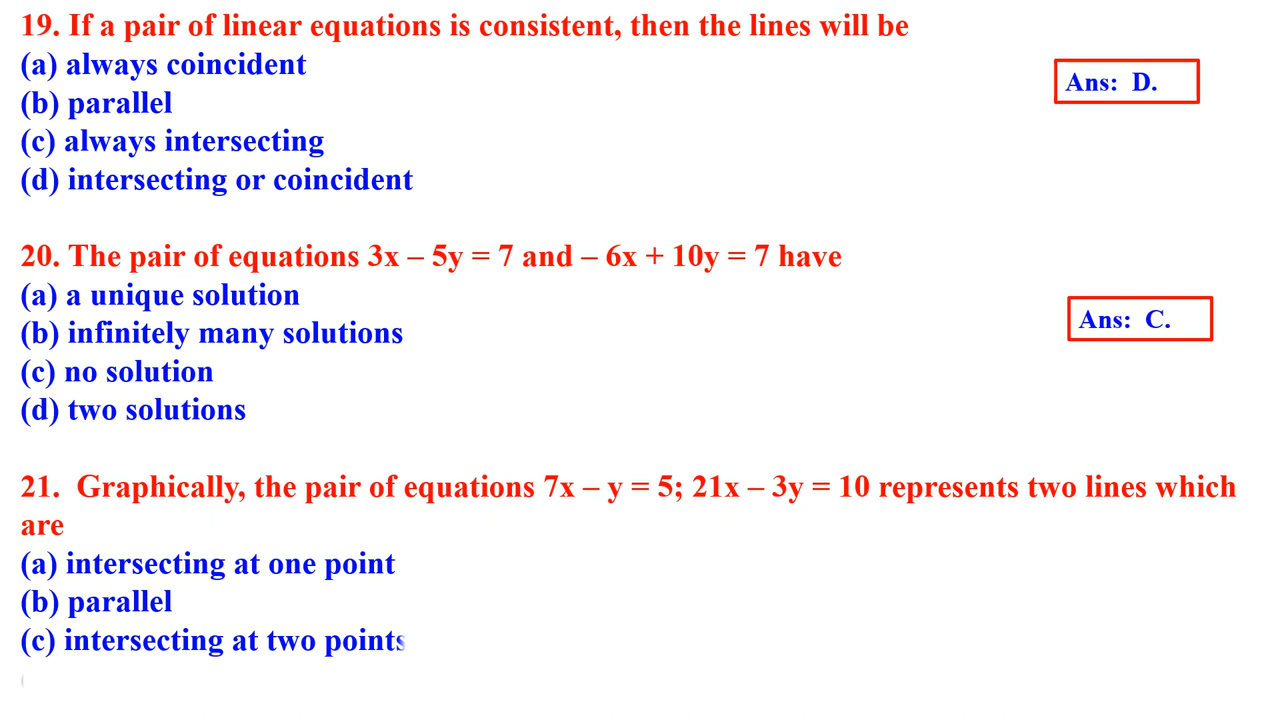 19. If a pair of linear equations is consistent, then the lines will be
(a) always coincident
Ans: D.
(b) parallel
(c) always intersecting
(d) intersecting or coincident
20. The pair of equations 3x – 5y = 7 and – 6x + 10y = 7 have
(a) a unique solution
Ans: C.
(b) infinitely many solutions
(c) no solution
(d) two solutions
21. Graphically, the pair of equations 7x – y = 5; 21x – 3y = 10 represents two lines which
are
(a) intersecting at one point
(b) parallel
(c) intersecting at two points